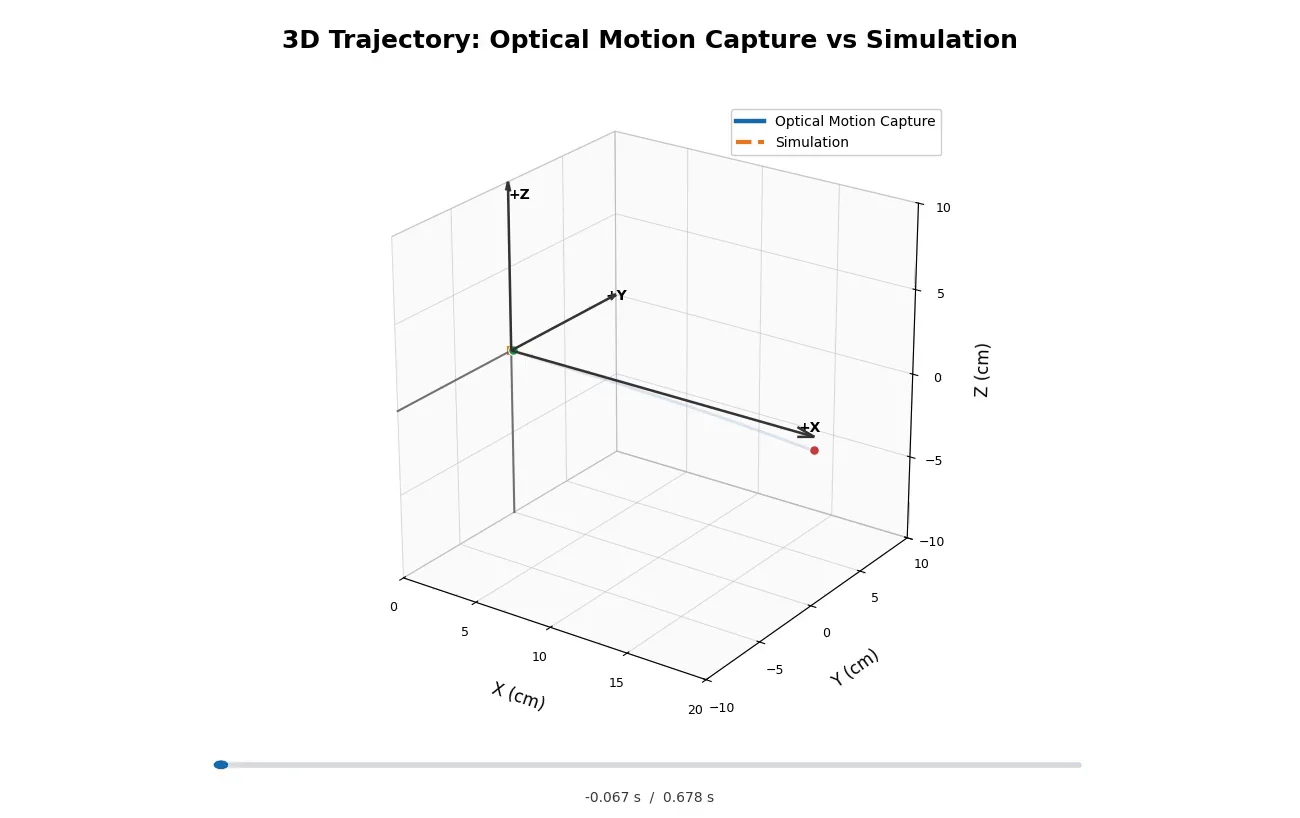 3D Trajectory: Optical Motion Capture vs Simulation
Optical Motion Capture
Simulation
+Z
+Y
+X
10
5
0
−5
−10
Z (cm)
10
5
0
−5
−10
Y (cm)
0
5
10
15
20
X (cm)
-0.067 s / 0.678 s